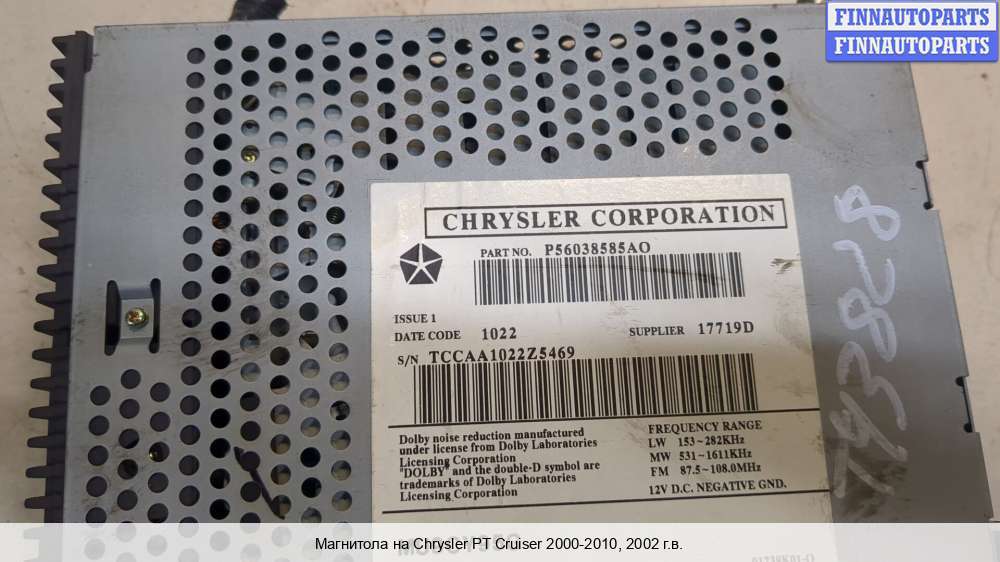 FINNAUTOPARTS
FINNAUTOPARTS
CHRYSLER CORPORATION
PART NO. P56038585AO
ISSUE 1
DATE CODE 1022
SUPPLIER 17719D
S/N TCCAA1022Z5469
Dolby noise reduction manufactured
under license from Dolby Laboratories
Licensing Corporation
"DOLBY" and the double-D symbol are
trademarks of Dolby Laboratories
Licensing Corporation
FREQUENCY RANGE
LW 153~282KHz
MW 531~1611KHz
FM 87.5~108.0MHz
12V D.C. NEGATIVE GND.
Магнитола на Chrysler PT Cruiser 2000-2010, 2002 г.в.